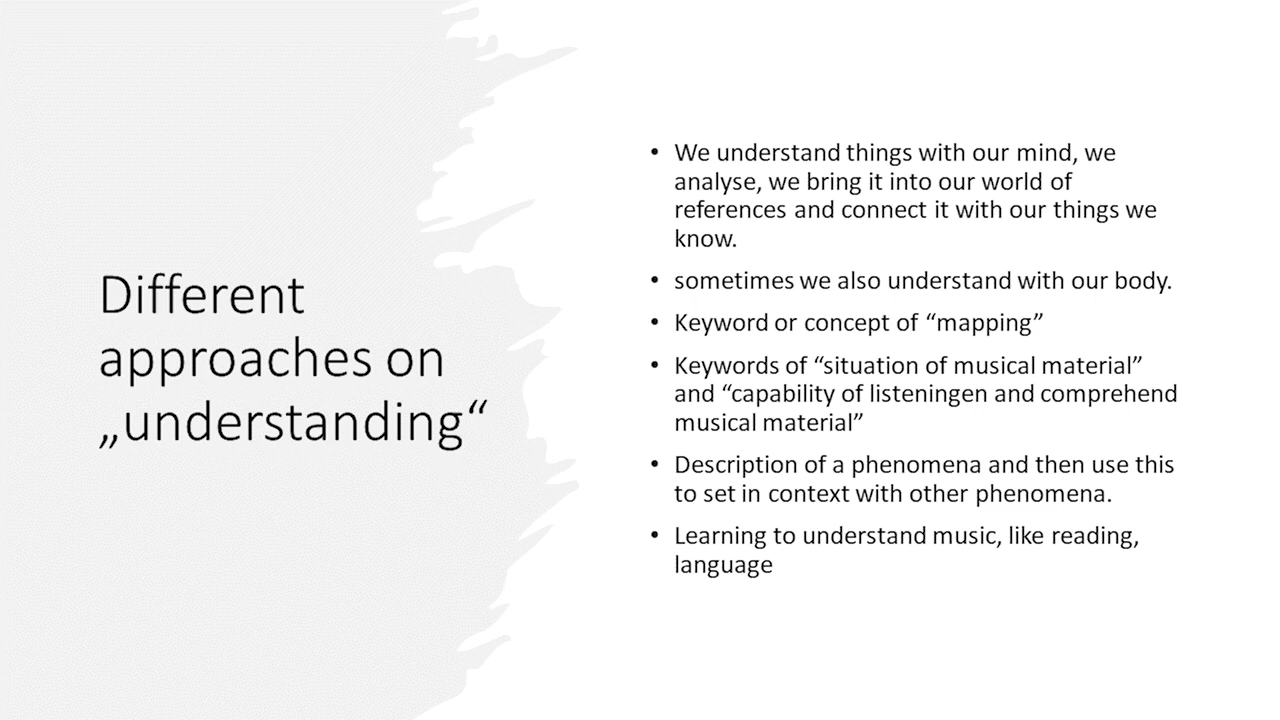 Different
approaches on
„understanding“
• We understand things with our mind, we
analyse, we bring it into our world of
references and connect it with our things we
know.
• sometimes we also understand with our body.
• Keyword or concept of “mapping”
• Keywords of “situation of musical material”
and “capability of listeningen and comprehend
musical material”
• Description of a phenomena and then use this
to set in context with other phenomena.
• Learning to understand music, like reading,
language